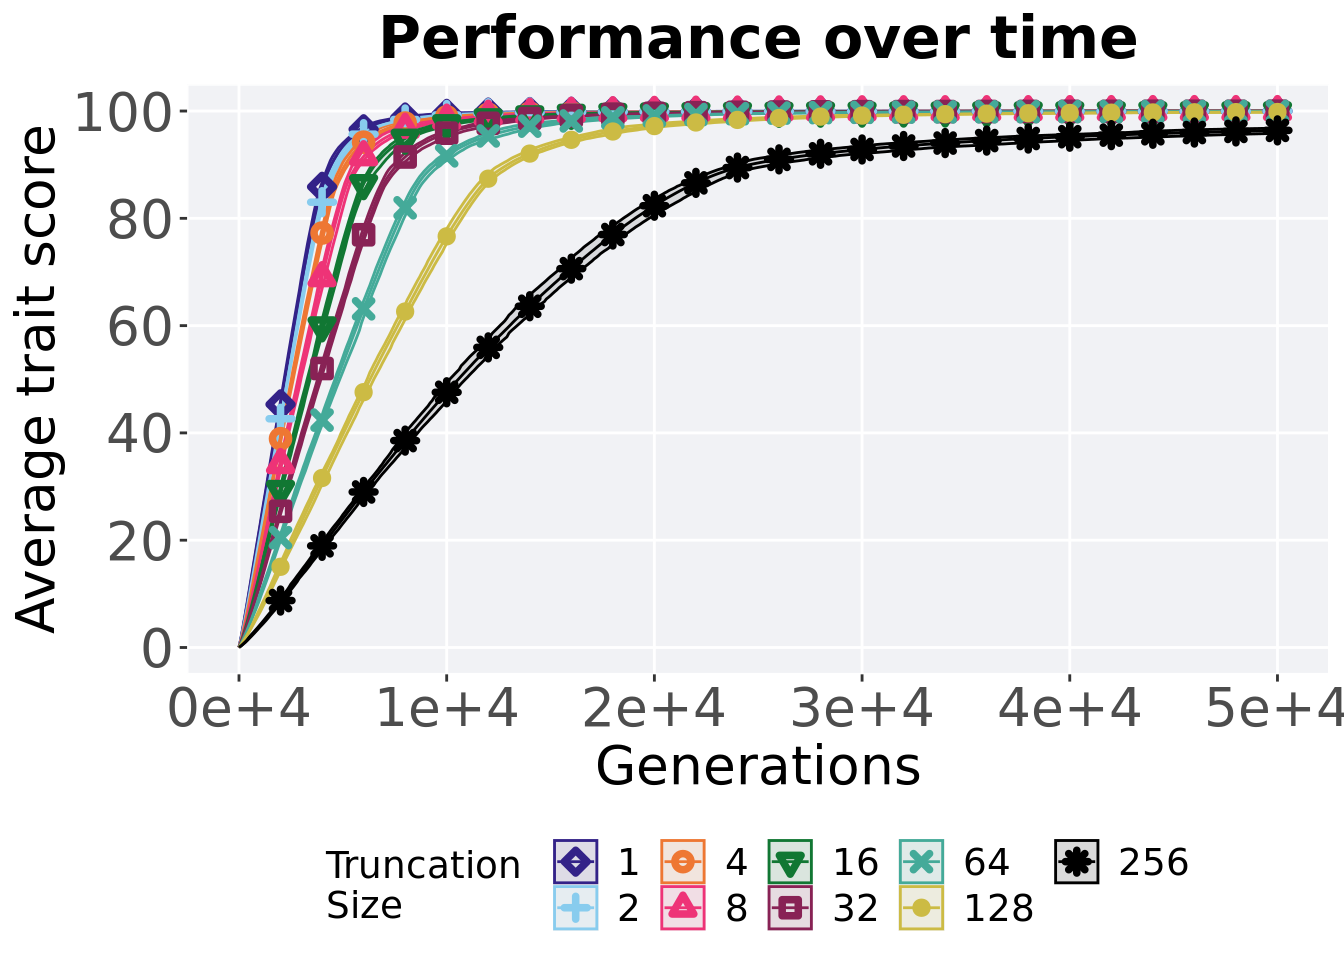 Performance over time
Average trait score
100
80
60
40
20
0
0e+4 1e+4 2e+4 3e+4 4e+4 5e+4
Generations
Truncation
Size
1 4 16 64 256
2 8 32 128